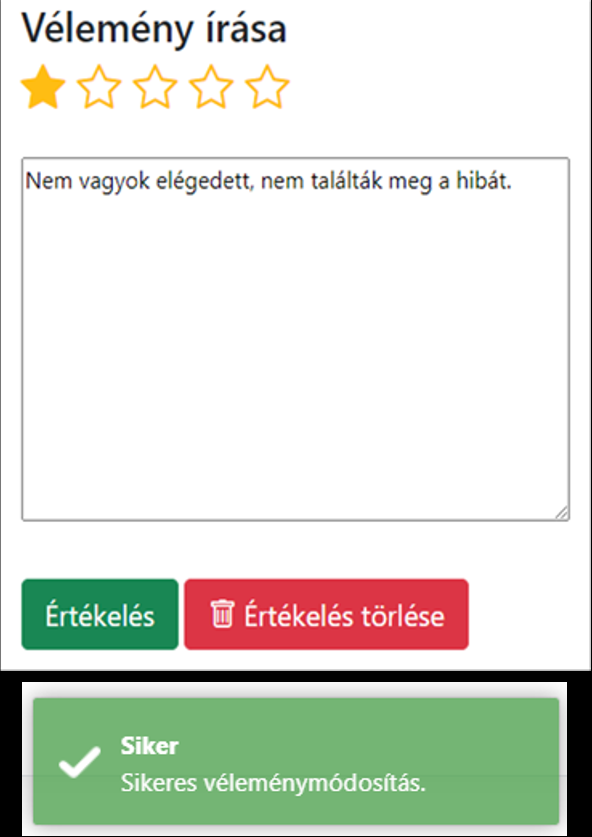 Vélemény írása
Nem vagyok elégedett, nem találták meg a hibát.
Értékelés
Értékelés törlése
Siker
Sikeres véleménymódosítás.